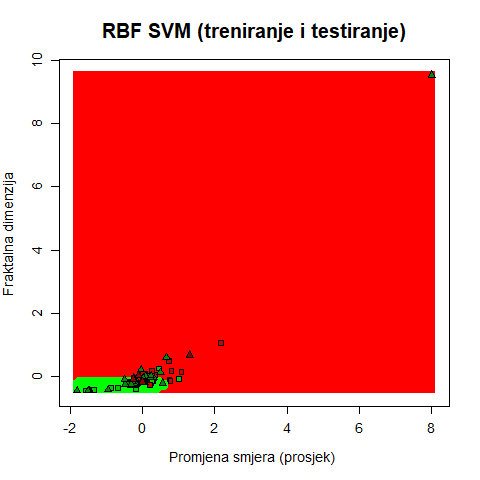 RBF SVM (treniranje i testiranje)
Fraktalna dimenzija
10
8
6
4
2
0
-2 0 2 4 6 8
Promjena smjera (prosjek)